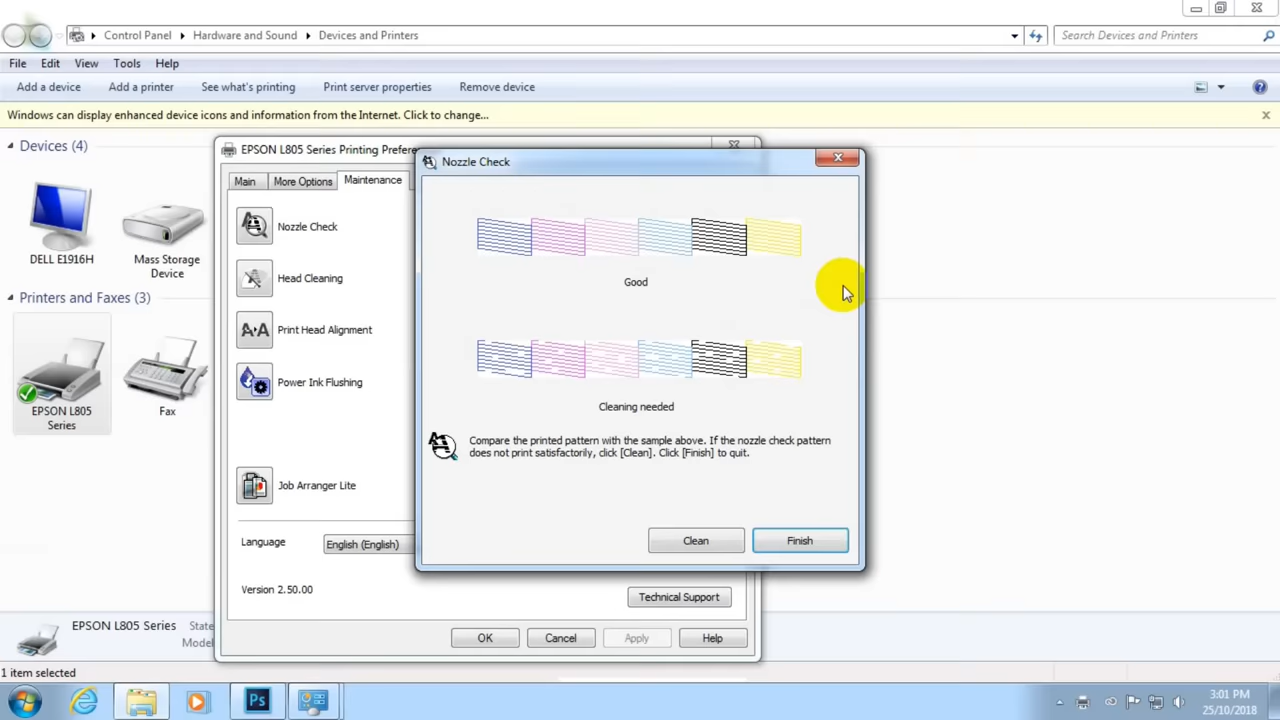 Control Panel
Hardware and Sound
Devices and Printers
Search Devices and Printers
File Edit View Tools Help
Add a device Add a printer See what's printing Print server properties Remove device
Windows can display enhanced device icons and information from the Internet. Click to change...
Devices (4)
DELL E1916H
Mass Storage
Device
Printers and Faxes (3)
EPSON L805
Series
Fax
EPSON L805 Series Printing Prefere
Main More Options Maintenance
Nozzle Check
Head Cleaning
Print Head Alignment
Power Ink Flushing
Job Arranger Lite
Language English (English)
Version 2.50.00
Technical Support
OK Cancel Apply Help
Nozzle Check
Good
Cleaning needed
Compare the printed pattern with the sample above. If the nozzle check pattern
does not print satisfactorily, click [Clean]. Click [Finish] to quit.
Clean Finish
EPSON L805 Series State
Model
1 item selected
Ps
3:01 PM
25/10/2018